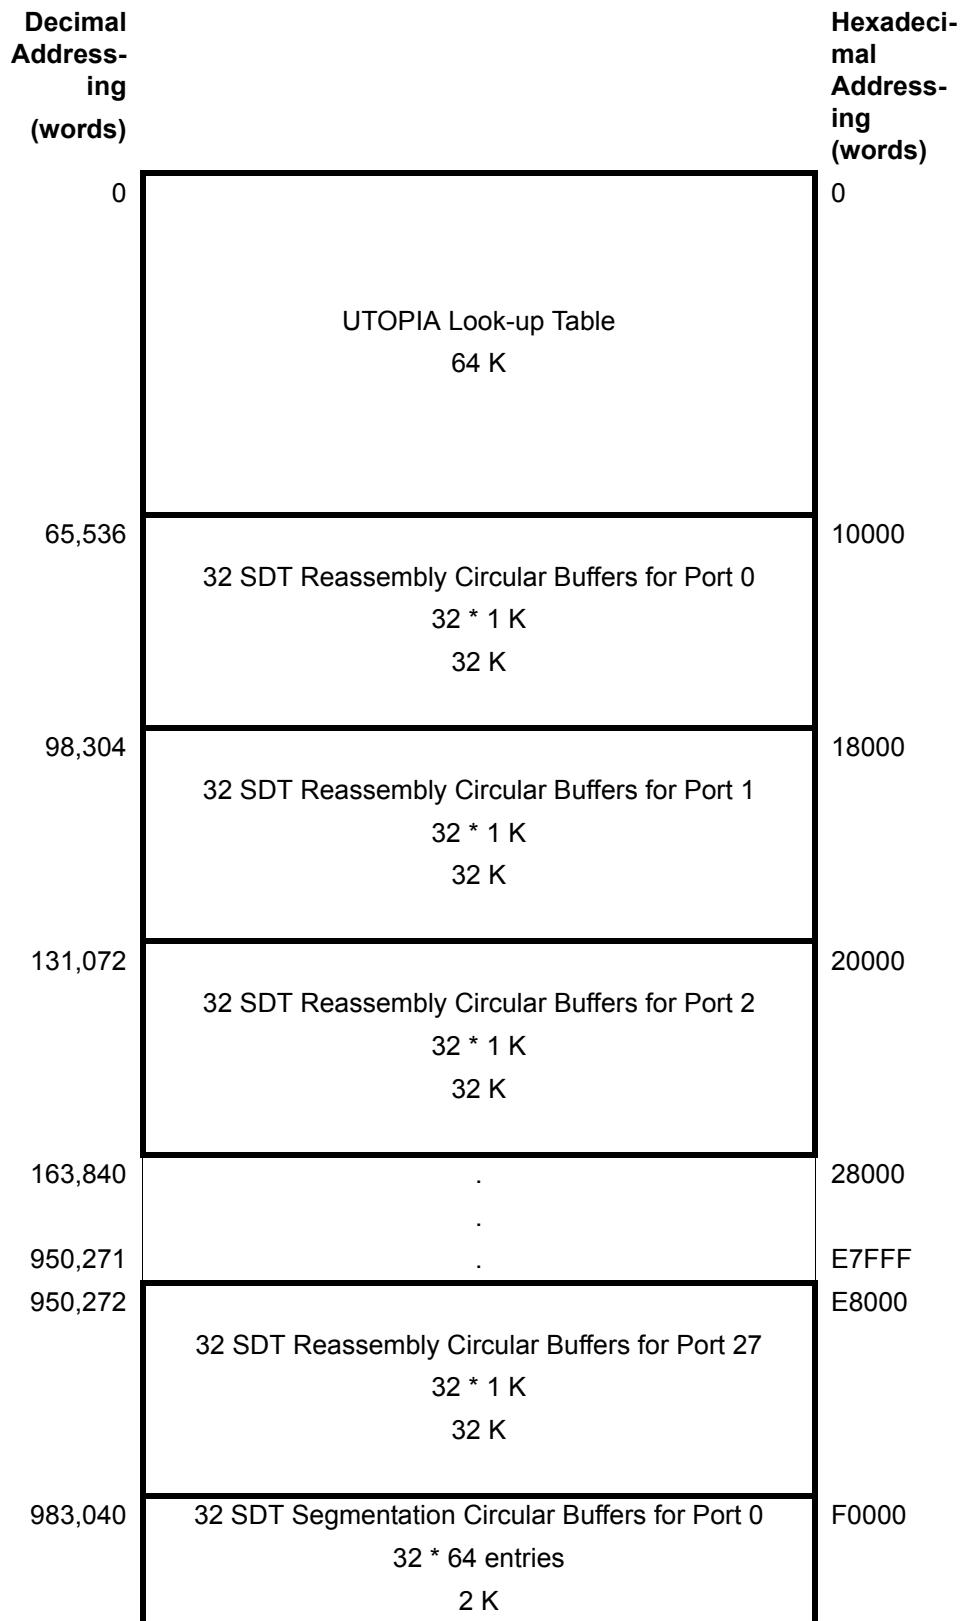 Decimal
Address-
ing
(words)
Hexadeci-
mal
Address-
ing
(words)
0
0
UTOPIA Look-up Table
64 K
65,536
10000
32 SDT Reassembly Circular Buffers for Port 0
32 * 1 K
32 K
98,304
18000
32 SDT Reassembly Circular Buffers for Port 1
32 * 1 K
32 K
131,072
20000
32 SDT Reassembly Circular Buffers for Port 2
32 * 1 K
32 K
163,840
.
28000
.
950,271
.
E7FFF
950,272
E8000
32 SDT Reassembly Circular Buffers for Port 27
32 * 1 K
32 K
983,040
32 SDT Segmentation Circular Buffers for Port 0
F0000
32 * 64 entries
2 K